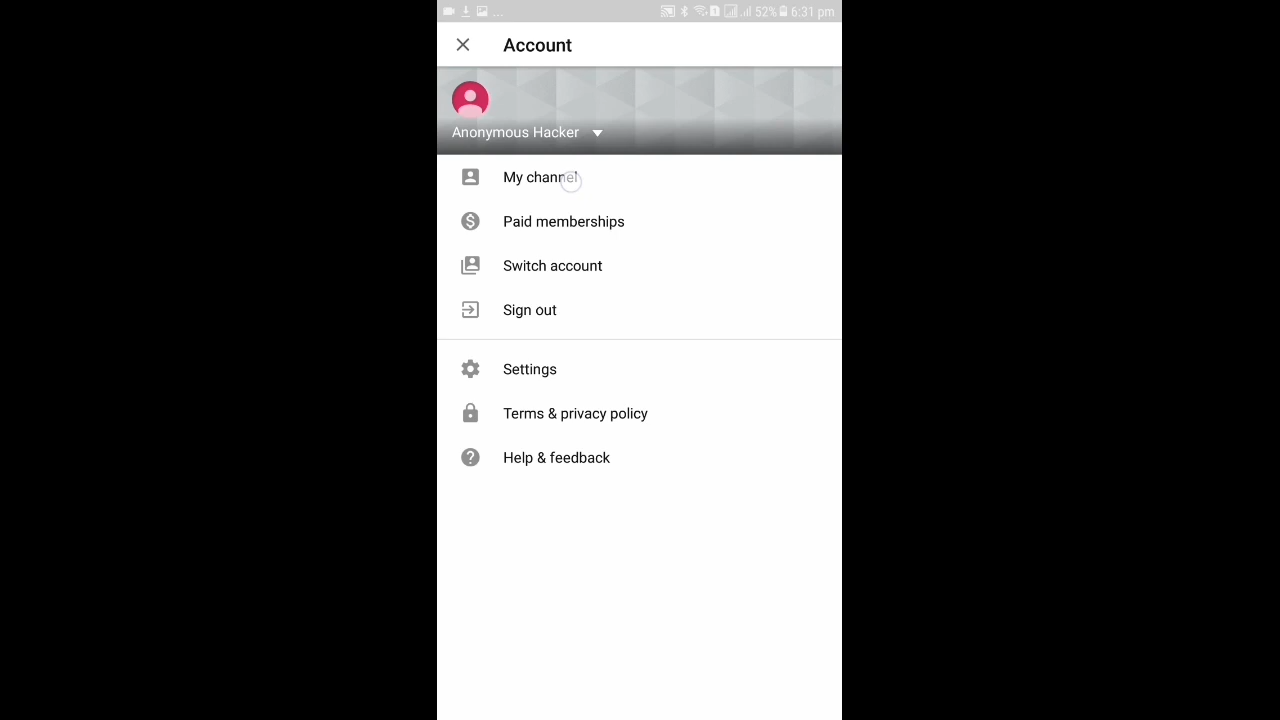 ... 52% 6:31 pm
Account
Anonymous Hacker
My channel
Paid memberships
Switch account
Sign out
Settings
Terms & privacy policy
Help & feedback